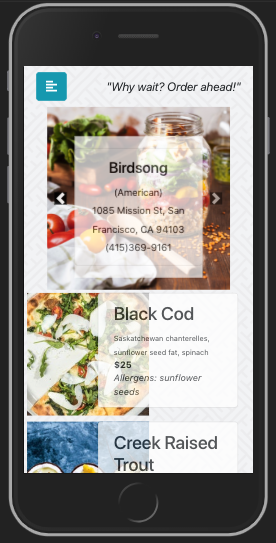 "Why wait? Order ahead!"
Birdsong
(American)
1085 Mission St, San
Francisco, CA 94103
(415)369-9161
Black Cod
Saskatchewan chanterelles,
sunflower seed fat, spinach
$25
Allergens: sunflower
seeds
Creek Raised
Trout